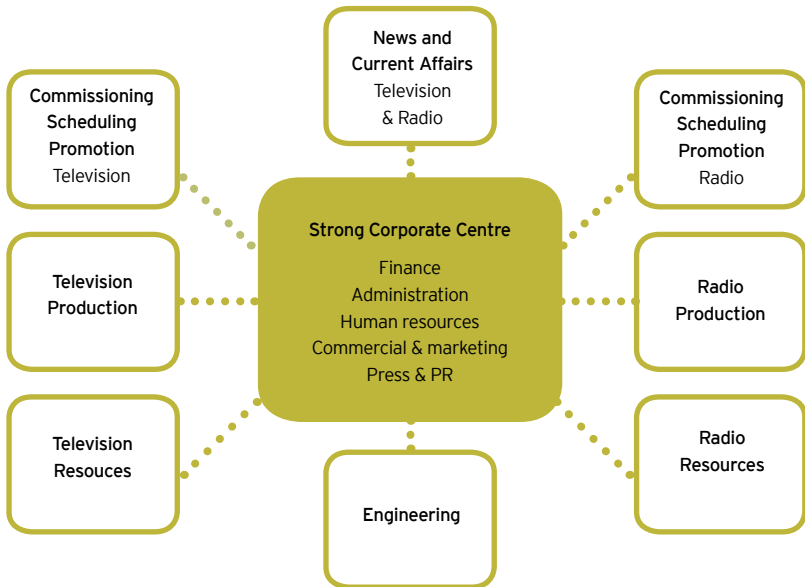 News and
Current Affairs
Television
& Radio
Commissioning
Scheduling
Promotion
Television
Commissioning
Scheduling
Promotion
Radio
Strong Corporate Centre
Finance
Administration
Human resources
Commercial & marketing
Press & PR
Television
Production
Radio
Production
Television
Resouces
Radio
Resources
Engineering